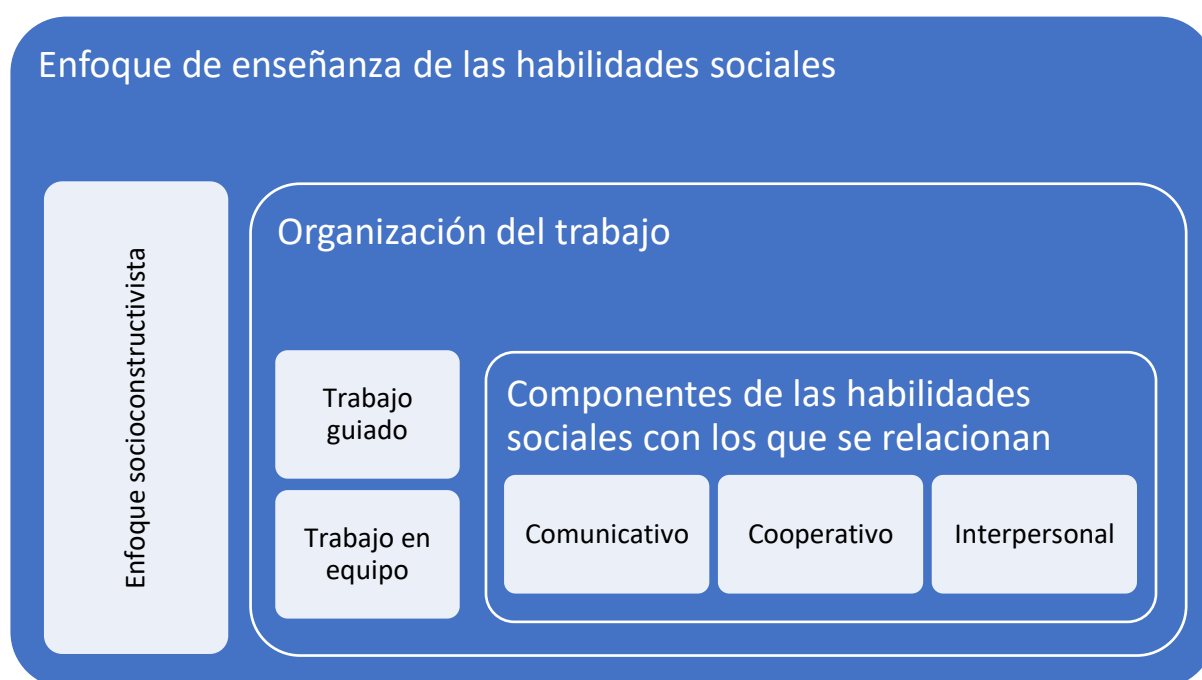 Enfoque de enseñanza de las habilidades sociales
Enfoque socioconstructivista
Organización del trabajo
Trabajo
guiado
Trabajo en
equipo
Componentes de las habilidades
sociales con los que se relacionan
Comunicativo
Cooperativo
Interpersonal